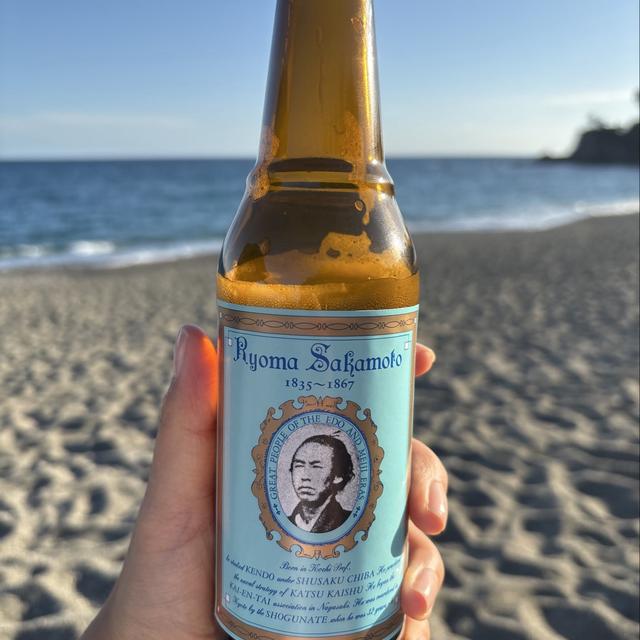 Ryoma Sakamoto
1835~1867
GREAT PEOPLE OF THE EDO AND MEIJI ERAS
Born in Kochi Pref.
studied KENDO under SHUSAKU CHIBA He
the naval strategy of KATSU KAISHU He began the
KAI-EN-TAI association in Nagasaki. He was
Kyoto by the SHOGUNATE when he was 32 years